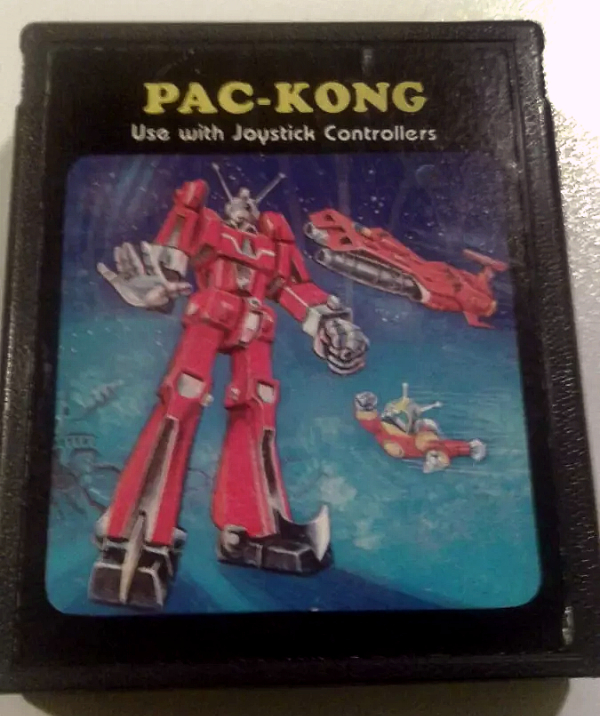 PAC-KONG
Use with Joystick Controllers